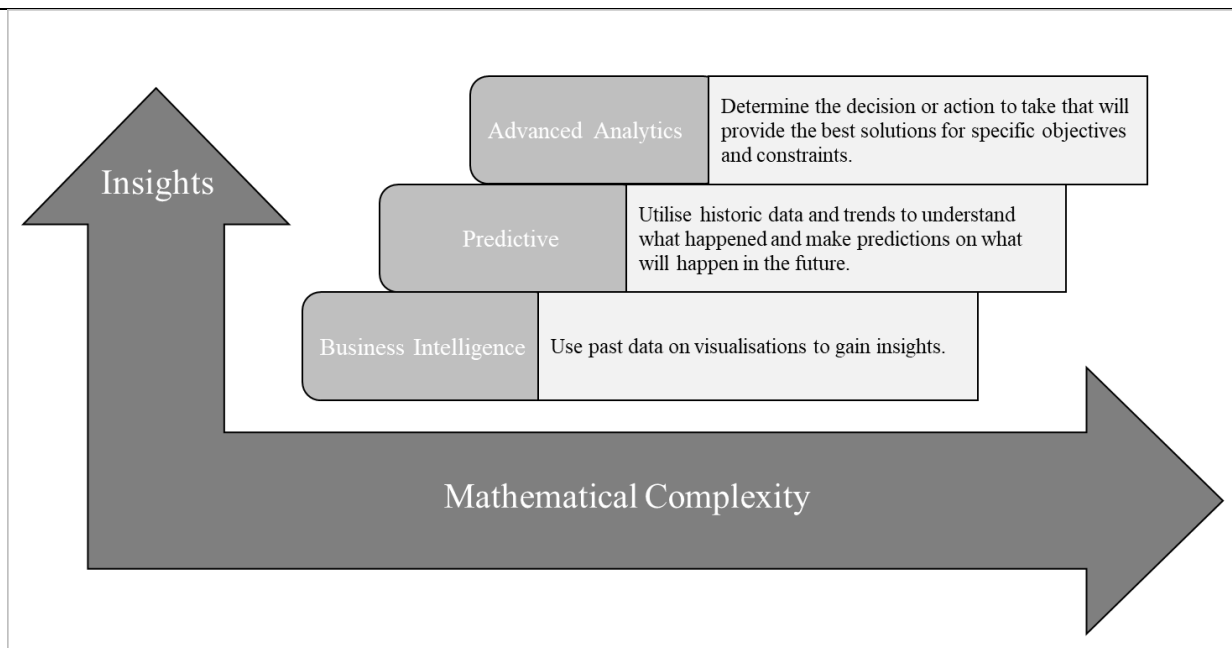 Insights
Advanced Analytics
Determine the decision or action to take that will
provide the best solutions for specific objectives
and constraints.
Predictive
Utilise historic data and trends to understand
what happened and make predictions on what
will happen in the future.
Business Intelligence
Use past data on visualisations to gain insights.
Mathematical Complexity